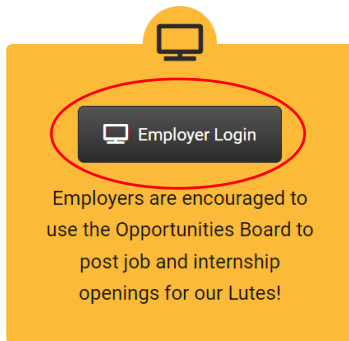 Employer Login
Employers are encouraged to
use the Opportunities Board to
post job and internship
openings for our Lutes!